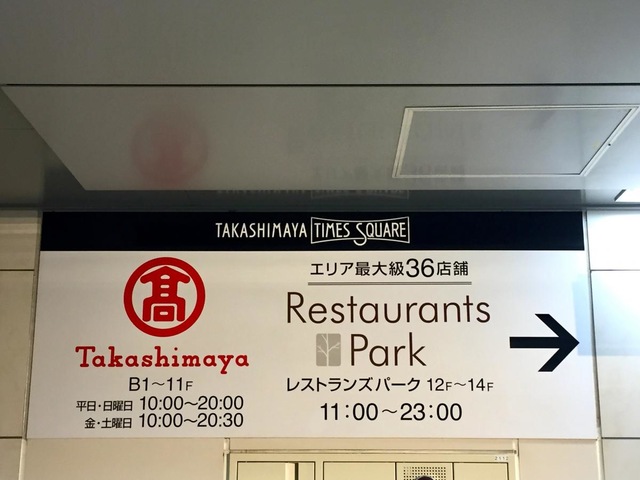 TAKASHIMAYA TIMES SQUARE
髙
Takashimaya
B1〜11F
平日・日曜日 10:00〜20:00
金・土曜日 10:00〜20:30
エリア最大級36店舗
Restaurants
Park
レストランズパーク 12F〜14F
11:00〜23:00
2112